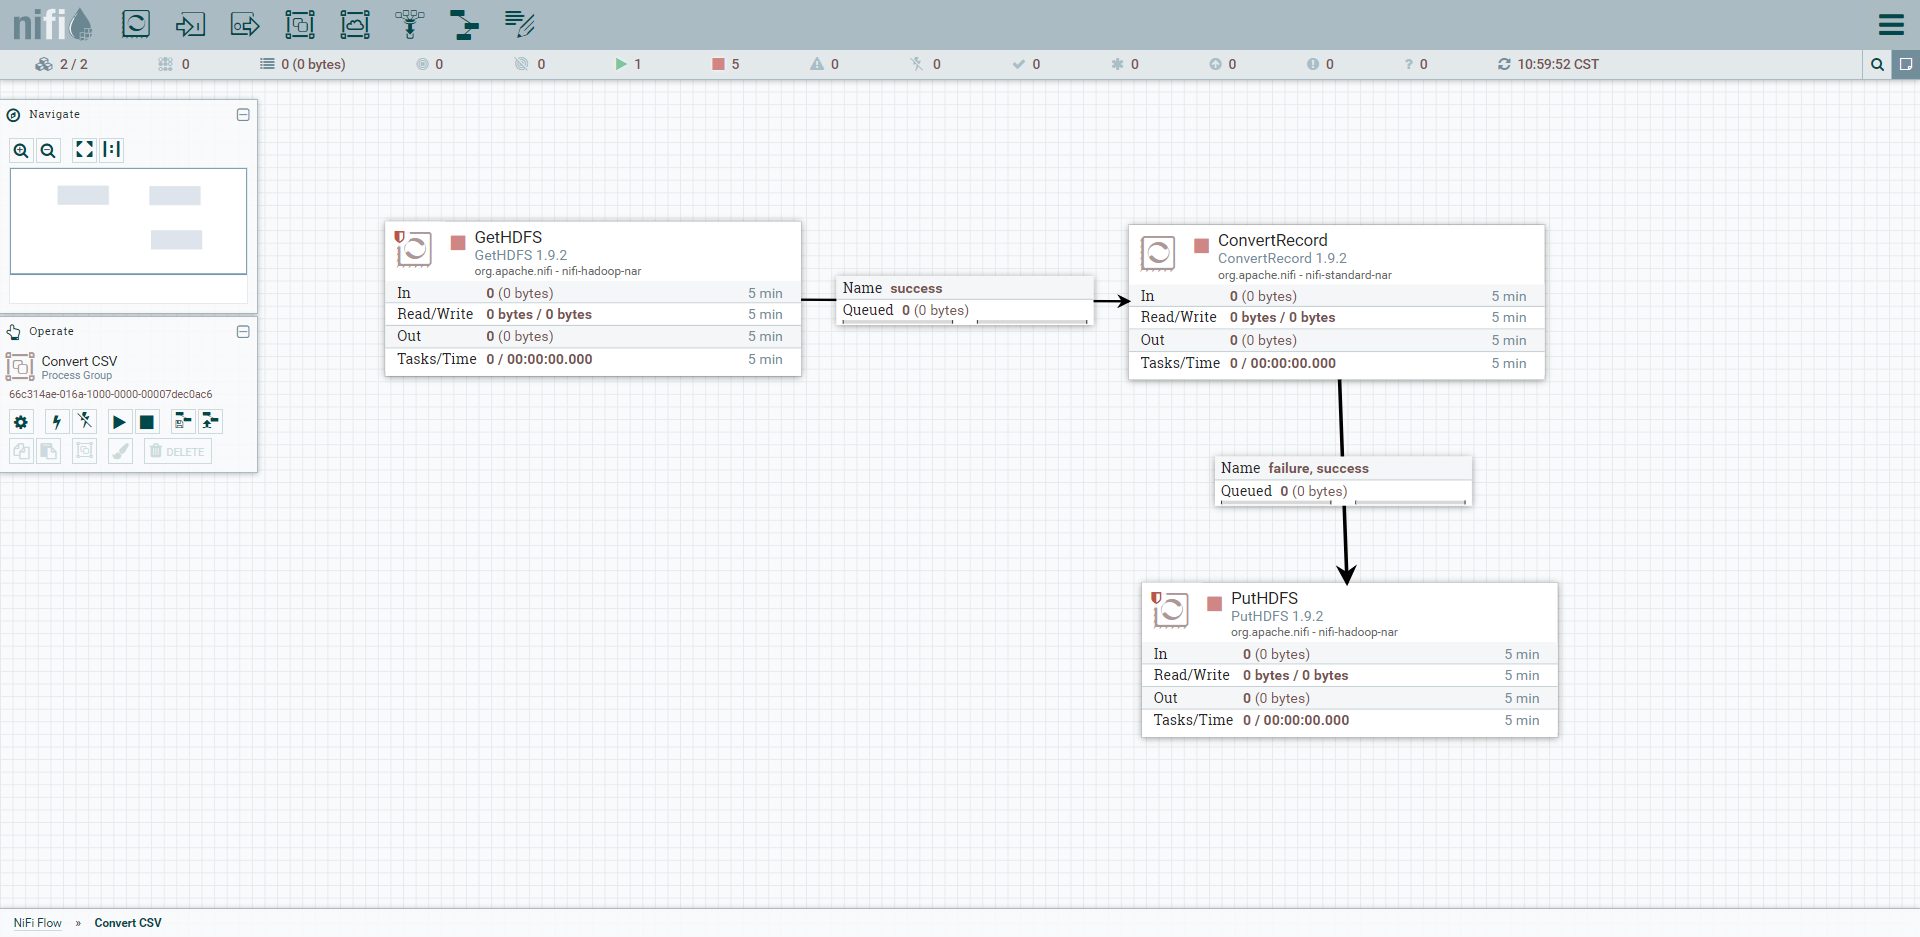 nifi
2 / 2 0 0 (0 bytes) 0 0 1 5 0 0 0 0 0 0 ? 0 10:59:52 CST
Navigate
Operate
Convert CSV
Process Group
66c314ae-016a-1000-0000-00007dec0ac6
DELETE
GetHDFS
GetHDFS 1.9.2
org.apache.nifi - nifi-hadoop-nar
In 0 (0 bytes) 5 min
Read/Write 0 bytes / 0 bytes 5 min
Out 0 (0 bytes) 5 min
Tasks/Time 0 / 00:00:00.000 5 min
Name success
Queued 0 (0 bytes)
ConvertRecord
ConvertRecord 1.9.2
org.apache.nifi - nifi-standard-nar
In 0 (0 bytes) 5 min
Read/Write 0 bytes / 0 bytes 5 min
Out 0 (0 bytes) 5 min
Tasks/Time 0 / 00:00:00.000 5 min
Name failure, success
Queued 0 (0 bytes)
PutHDFS
PutHDFS 1.9.2
org.apache.nifi - nifi-hadoop-nar
In 0 (0 bytes) 5 min
Read/Write 0 bytes / 0 bytes 5 min
Out 0 (0 bytes) 5 min
Tasks/Time 0 / 00:00:00.000 5 min
NiFi Flow » Convert CSV